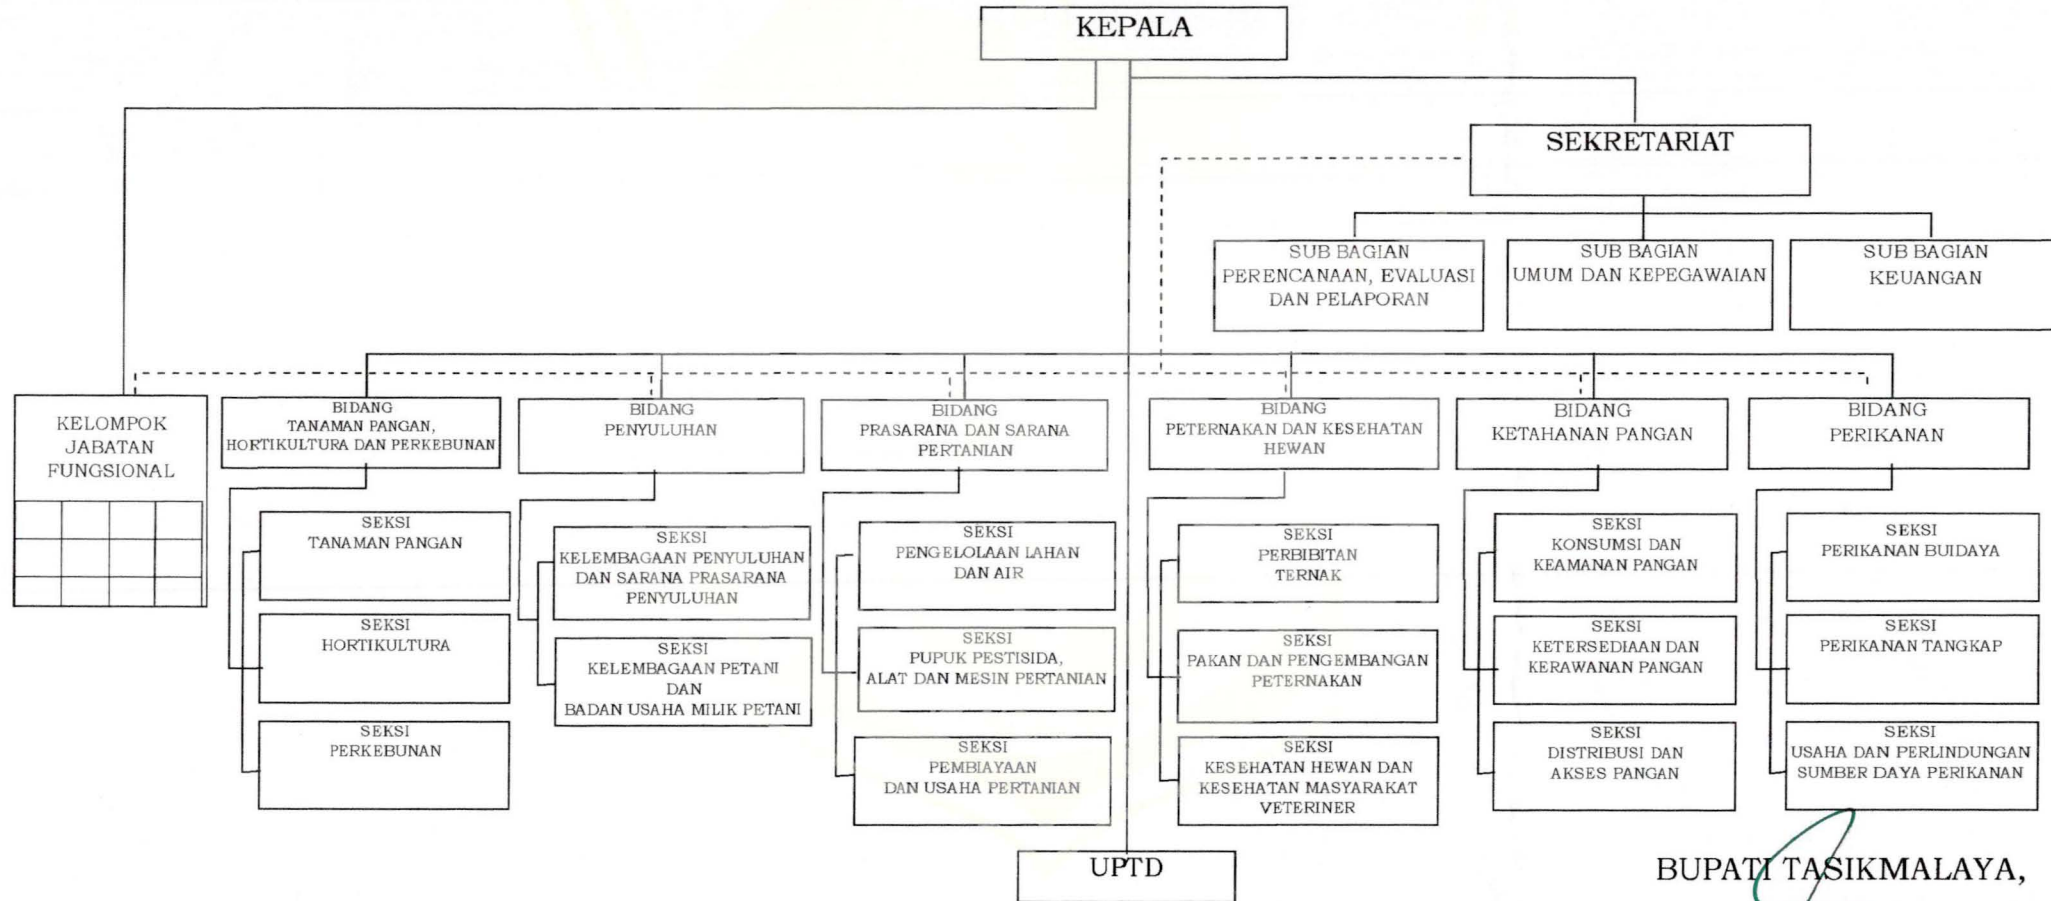 KEPALA
SEKRETARIAT
SUB BAGIAN
PERENCANAAN, EVALUASI
DAN PELAPORAN
SUB BAGIAN
UMUM DAN KEPEGAWAIAN
SUB BAGIAN
KEUANGAN
KELOMPOK
JABATAN
FUNGSIONAL
BIDANG
TANAMAN PANGAN,
HORTIKULTURA DAN PERKEBUNAN
BIDANG
PENYULUHAN
BIDANG
PRASARANA DAN SARANA
PERTANIAN
BIDANG
PETERNAKAN DAN KESEHATAN
HEWAN
BIDANG
KETAHANAN PANGAN
BIDANG
PERIKANAN
SEKSI
TANAMAN PANGAN
SEKSI
HORTIKULTURA
SEKSI
PERKEBUNAN
SEKSI
KELEMBAGAAN PENYULUHAN
DAN SARANA PRASARANA
PENYULUHAN
SEKSI
KELEMBAGAAN PETANI
DAN
BADAN USAHA MILIK PETANI
SEKSI
PENGELOLAAN LAHAN
DAN AIR
SEKSI
PUPUK PESTISIDA,
ALAT DAN MESIN PERTANIAN
SEKSI
PEMBIAYAAN
DAN USAHA PERTANIAN
SEKSI
PERBIBITAN
TERNAK
SEKSI
PAKAN DAN PENGEMBANGAN
PETERNAKAN
SEKSI
KESEHATAN HEWAN DAN
KESEHATAN MASYARAKAT
VETERINER
SEKSI
KONSUMSI DAN
KEAMANAN PANGAN
SEKSI
KETERSEDIAAN DAN
KERAWANAN PANGAN
SEKSI
DISTRIBUSI DAN
AKSES PANGAN
SEKSI
PERIKANAN BUIDAYA
SEKSI
PERIKANAN TANGKAP
SEKSI
USAHA DAN PERLINDUNGAN
SUMBER DAYA PERIKANAN
UPTD
BUPATI TASIKMALAYA,